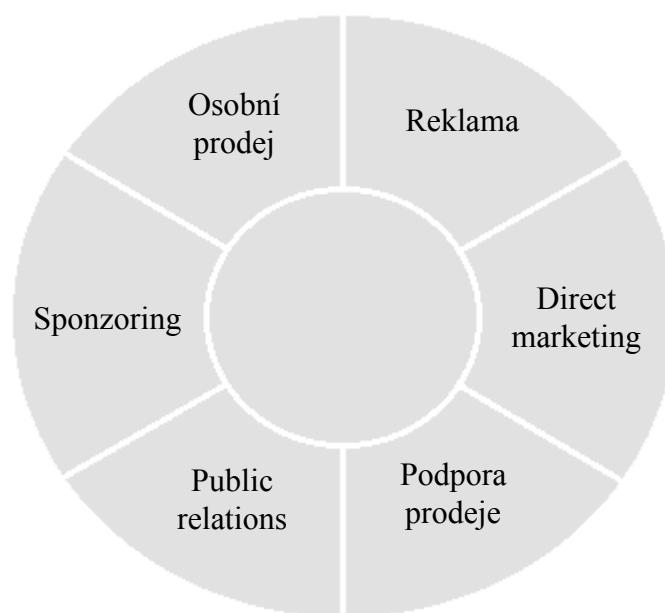 Osobní
prodej
Reklama
Sponzoring
Direct
marketing
Public
relations
Podpora
prodeje